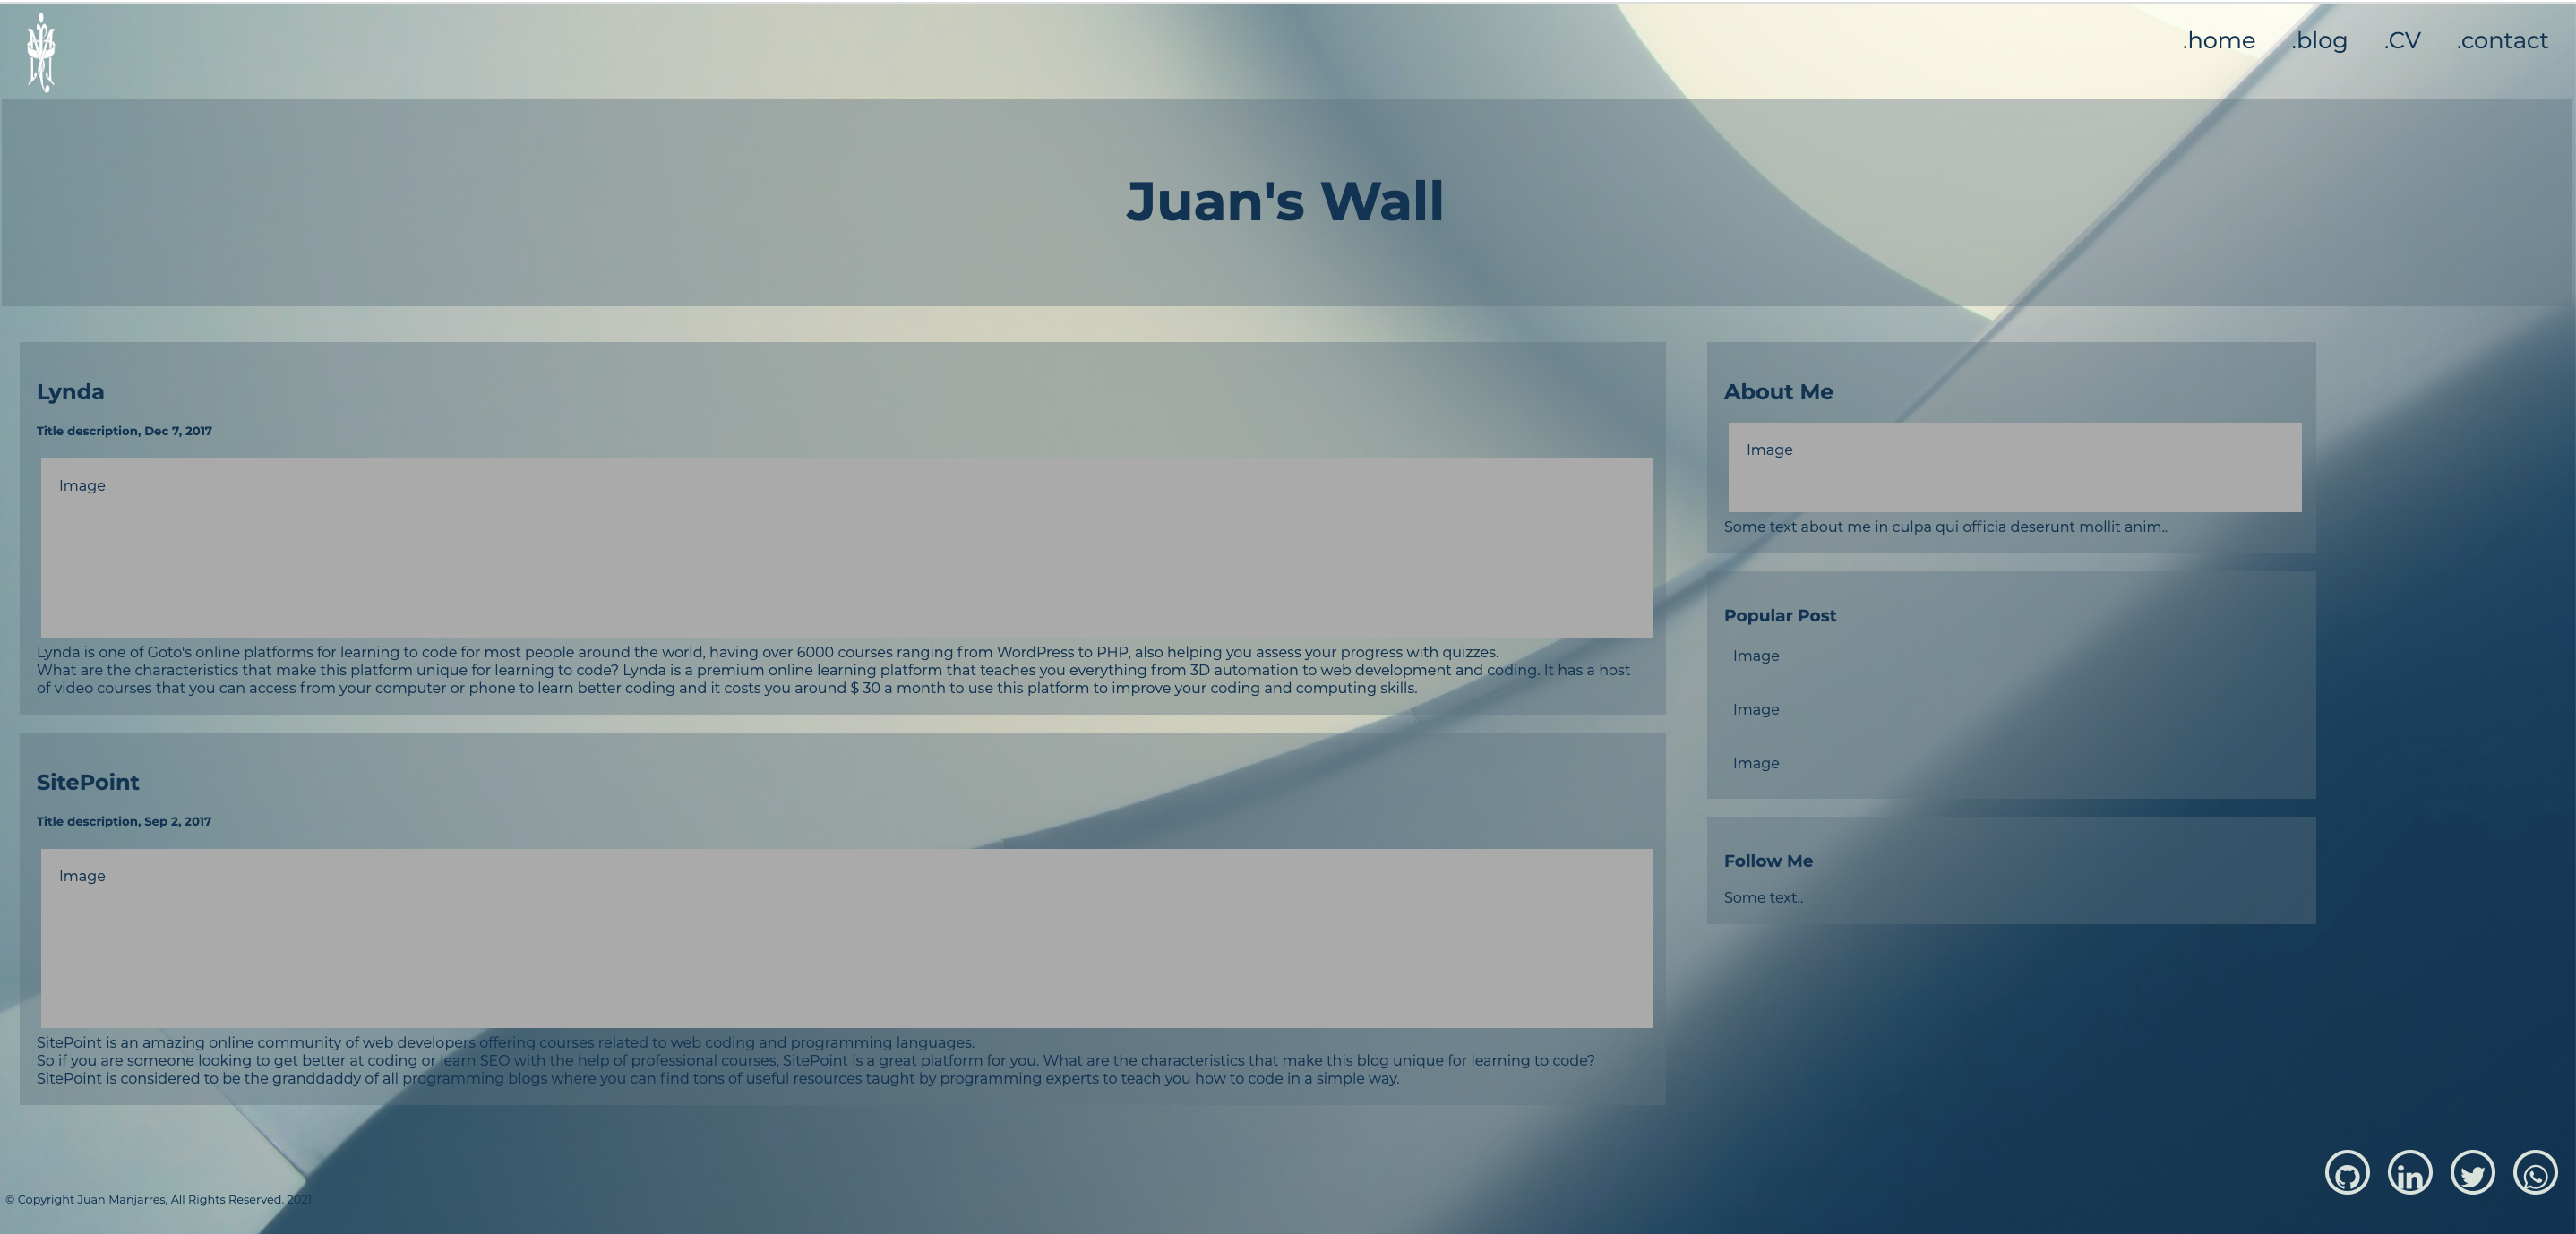 .home .blog .CV .contact
Juan's Wall
Lynda
Title description, Dec 7, 2017
Image
Lynda is one of Goto's online platforms for learning to code for most people around the world, having over 6000 courses ranging from WordPress to PHP, also helping you assess your progress with quizzes.
What are the characteristics that make this platform unique for learning to code? Lynda is a premium online learning platform that teaches you everything from 3D automation to web development and coding. It has a host
of video courses that you can access from your computer or phone to learn better coding and it costs you around $ 30 a month to use this platform to improve your coding and computing skills.
SitePoint
Title description, Sep 2, 2017
Image
SitePoint is an amazing online community of web developers offering courses related to web coding and programming languages.
So if you are someone looking to get better at coding or learn SEO with the help of professional courses, SitePoint is a great platform for you. What are the characteristics that make this blog unique for learning to code?
SitePoint is considered to be the granddaddy of all programming blogs where you can find tons of useful resources taught by programming experts to teach you how to code in a simple way.
About Me
Image
Some text about me in culpa qui officia deserunt mollit anim..
Popular Post
Image
Image
Image
Follow Me
Some text..
© Copyright Juan Manjarres, All Rights Reserved. 2021
in